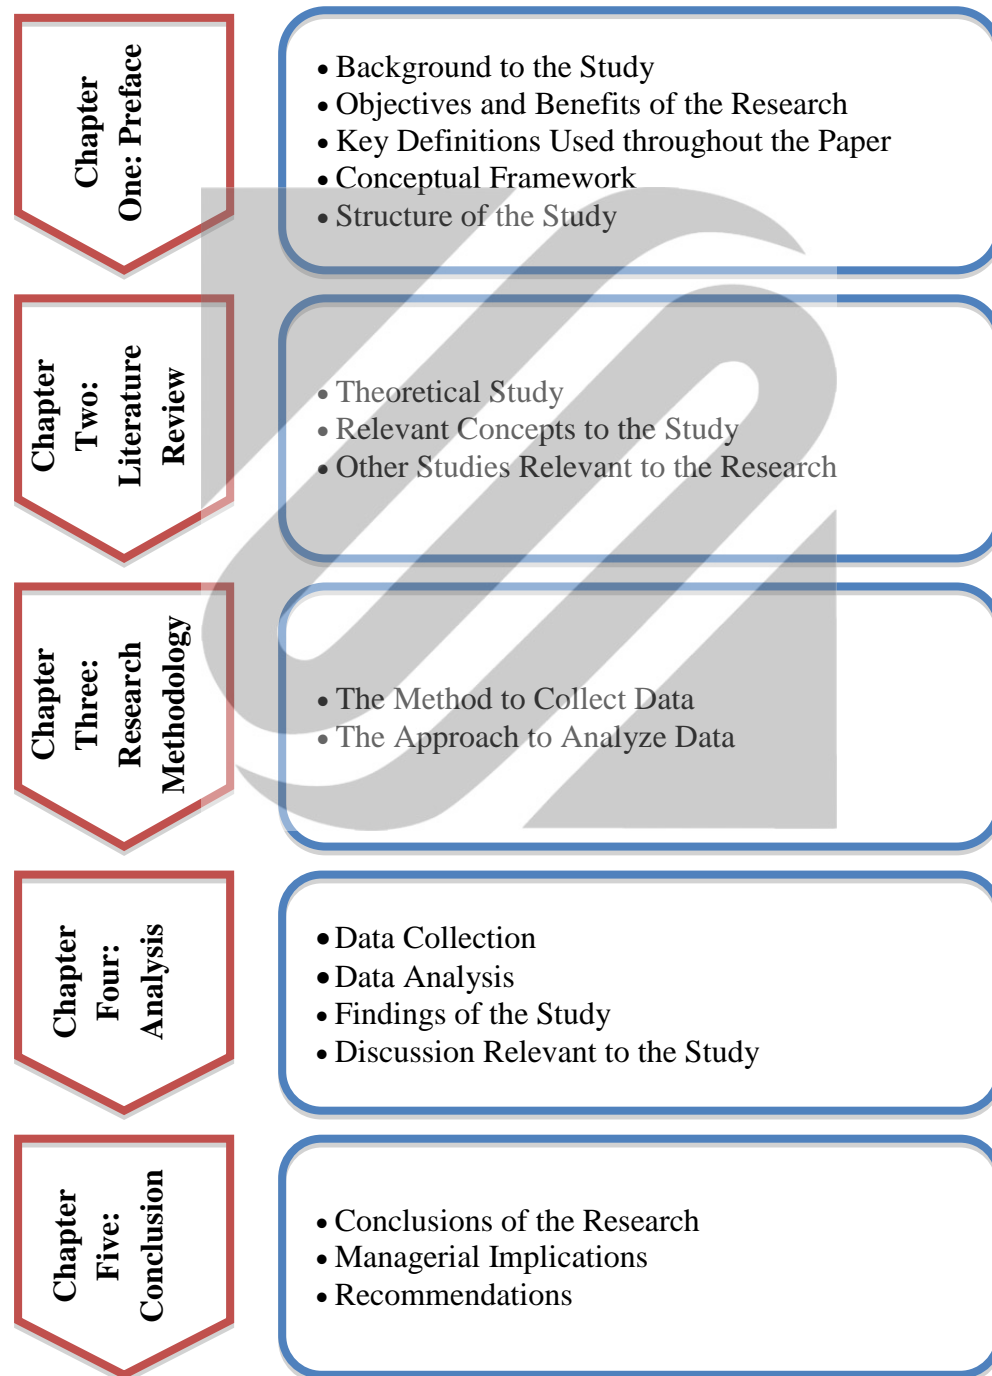 Chapter
One: Preface
• Background to the Study
• Objectives and Benefits of the Research
• Key Definitions Used throughout the Paper
• Conceptual Framework
• Structure of the Study
Chapter
Two:
Literature
Review
• Theoretical Study
• Relevant Concepts to the Study
• Other Studies Relevant to the Research
Chapter
Three:
Research
Methodology
• The Method to Collect Data
• The Approach to Analyze Data
Chapter
Four:
Analysis
• Data Collection
• Data Analysis
• Findings of the Study
• Discussion Relevant to the Study
Chapter
Five:
Conclusion
• Conclusions of the Research
• Managerial Implications
• Recommendations